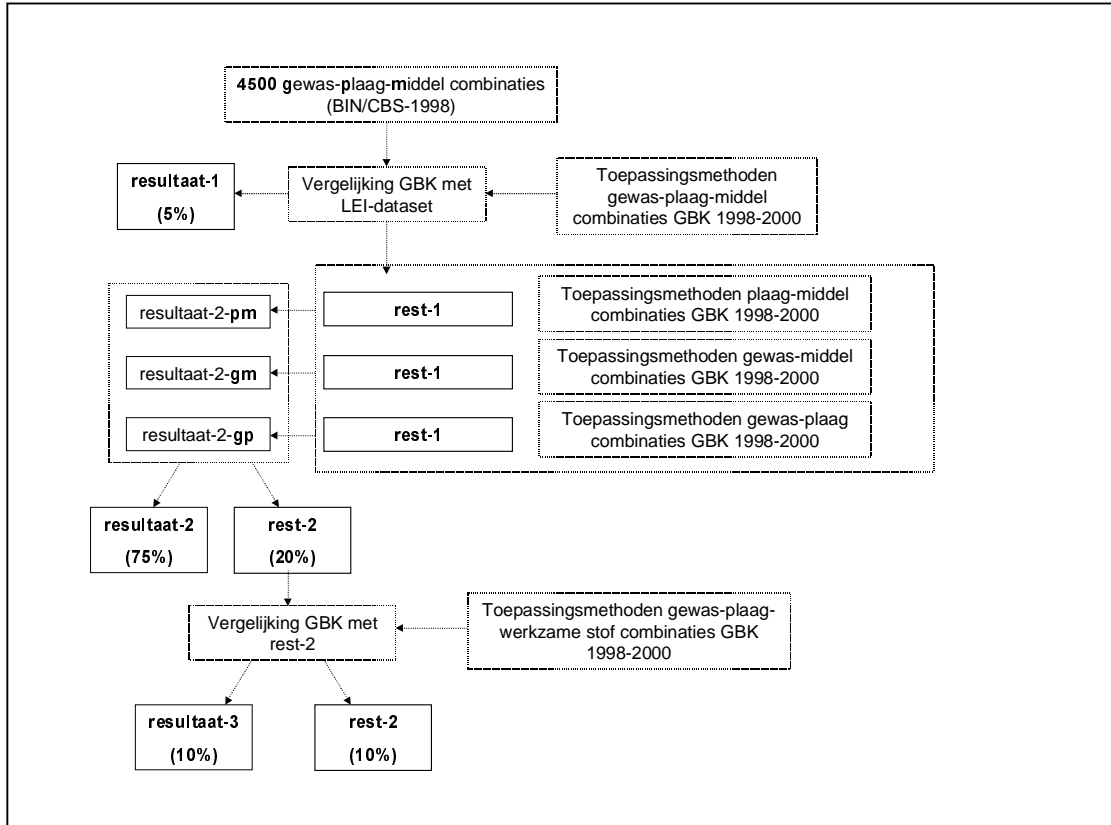 4500 gewas-plaag-middel combinaties
(BIN/CBS-1998)
resultaat-1
(5%)
Vergelijking GBK met
LEI-dataset
Toepassingsmethoden
gewas-plaag-middel
combinaties GBK 1998-2000
resultaat-2-pm
rest-1
Toepassingsmethoden plaag-middel
combinaties GBK 1998-2000
resultaat-2-gm
rest-1
Toepassingsmethoden gewas-middel
combinaties GBK 1998-2000
resultaat-2-gp
rest-1
Toepassingsmethoden gewas-plaag
combinaties GBK 1998-2000
resultaat-2
(75%)
rest-2
(20%)
Vergelijking GBK met
rest-2
Toepassingsmethoden gewas-plaag-
werkzame stof combinaties GBK
1998-2000
resultaat-3
(10%)
rest-2
(10%)